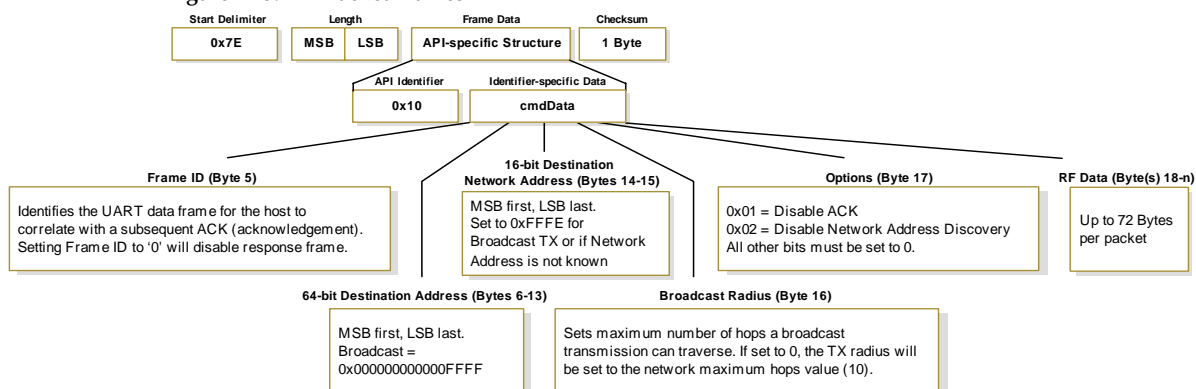 Start Delimiter
Length
Frame Data
Checksum
0x7E
MSB
LSB
API-specific Structure
1 Byte
API Identifier
Identifier-specific Data
0x10
cmdData
Frame ID (Byte 5)
Identifies the UART data frame for the host to
correlate with a subsequent ACK (acknowledgement).
Setting Frame ID to ‘0’ will disable response frame.
16-bit Destination
Network Address (Bytes 14-15)
MSB first, LSB last.
Set to 0xFFFE for
Broadcast TX or if Network
Address is not known
Options (Byte 17)
0x01 = Disable ACK
0x02 = Disable Network Address Discovery
All other bits must be set to 0.
RF Data (Byte(s) 18-n)
Up to 72 Bytes
per packet
64-bit Destination Address (Bytes 6-13)
MSB first, LSB last.
Broadcast =
0x000000000000FFFF
Broadcast Radius (Byte 16)
Sets maximum number of hops a broadcast
transmission can traverse. If set to 0, the TX radius will
be set to the network maximum hops value (10).